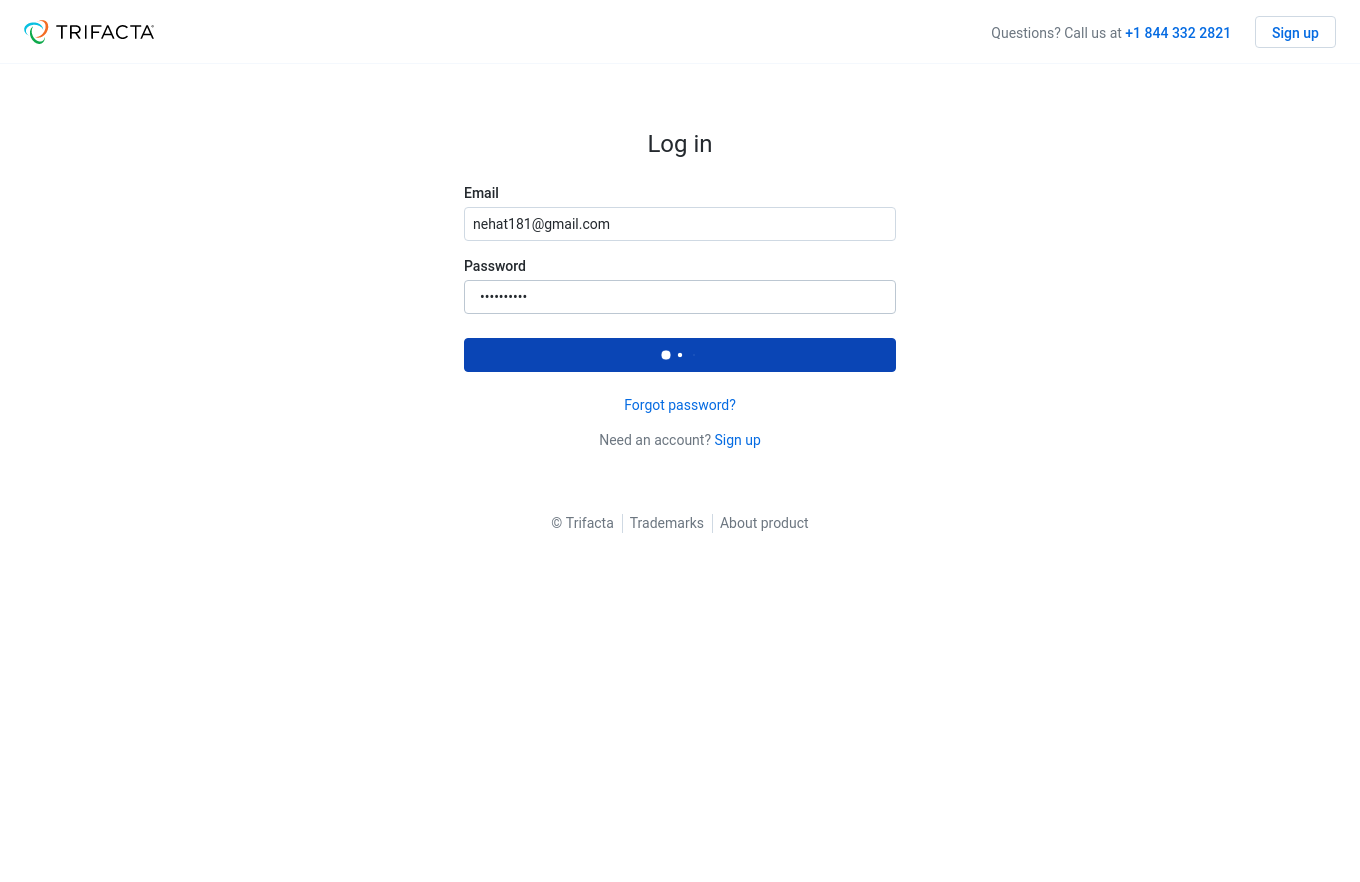 TRIFACTA
Questions? Call us at +1 844 332 2821
Sign up
Log in
Email
nehat181@gmail.com
Password
••••••••••
Forgot password?
Need an account? Sign up
© Trifacta
Trademarks
About product